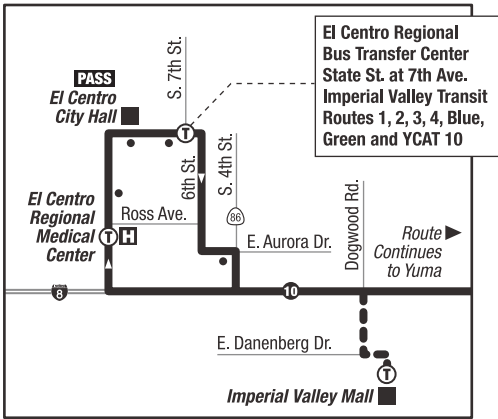 El Centro Regional
Bus Transfer Center
State St. at 7th Ave.
Imperial Valley Transit
Routes 1, 2, 3, 4, Blue,
Green and YCAT 10
S. 7th St.
PASS
El Centro
City Hall
T
6th St.
S. 4th St.
86
El Centro
Regional
Medical
Center
T H
Ross Ave.
E. Aurora Dr.
Dogwood Rd.
Route
Continues
to Yuma
8
10
E. Danenberg Dr.
T
Imperial Valley Mall